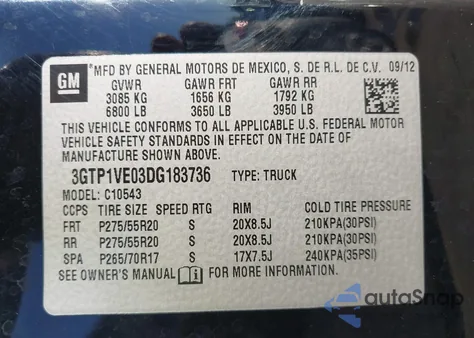 GM
MFD BY GENERAL MOTORS DE MEXICO, S. DE R.L. DE C.V. 09/12
GVWR GAWR FRT GAWR RR
3085 KG 1656 KG 1792 KG
6800 LB 3650 LB 3950 LB
THIS VEHICLE CONFORMS TO ALL APPLICABLE U.S. FEDERAL MOTOR
VEHICLE SAFETY STANDARDS IN EFFECT ON THE DATE OF
MANUFACTURE SHOWN ABOVE.
3GTP1VE03DG183736 TYPE: TRUCK
MODEL: C10543
CCPS TIRE SIZE SPEED RTG RIM COLD TIRE PRESSURE
FRT P275/55R20 S 20X8.5J 210KPA(30PSI)
RR P275/55R20 S 20X8.5J 210KPA(30PSI)
SPA P265/70R17 S 17X7.5J 240KPA(35PSI)
SEE OWNER'S MANUAL FOR MORE INFORMATION.
autoSnap